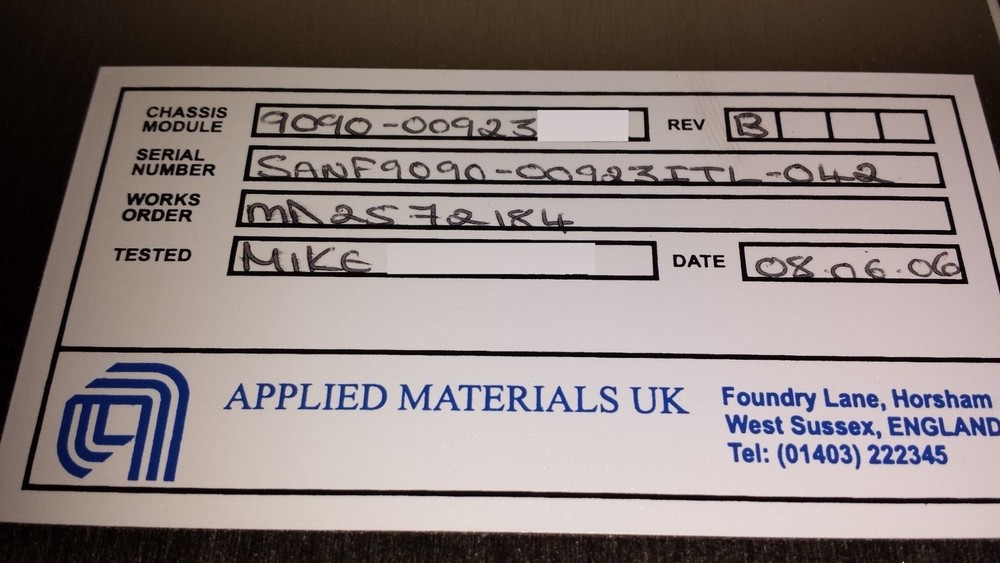 CHASSIS MODULE 9090-00923 REV B
SERIAL NUMBER SANF9090-00923ITL-042
WORKS ORDER MA2572184
TESTED MIKE DATE 08.06.06
APPLIED MATERIALS UK
Foundry Lane, Horsham
West Sussex, ENGLAND
Tel: (01403) 222345